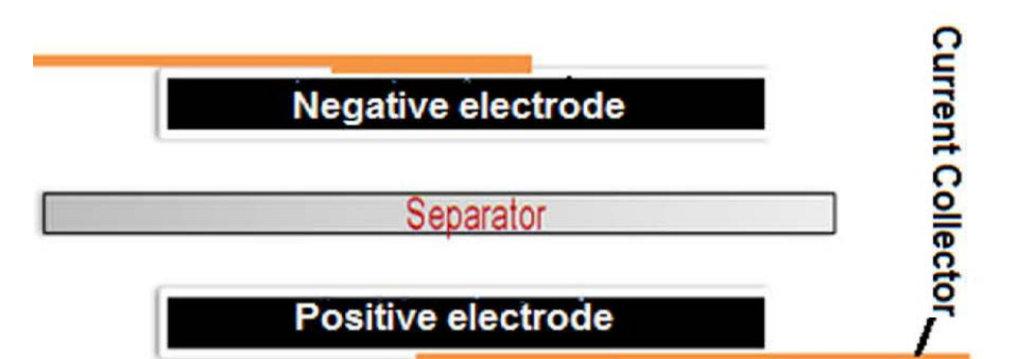 Negative electrode
Separator
Positive electrode
Current Collector